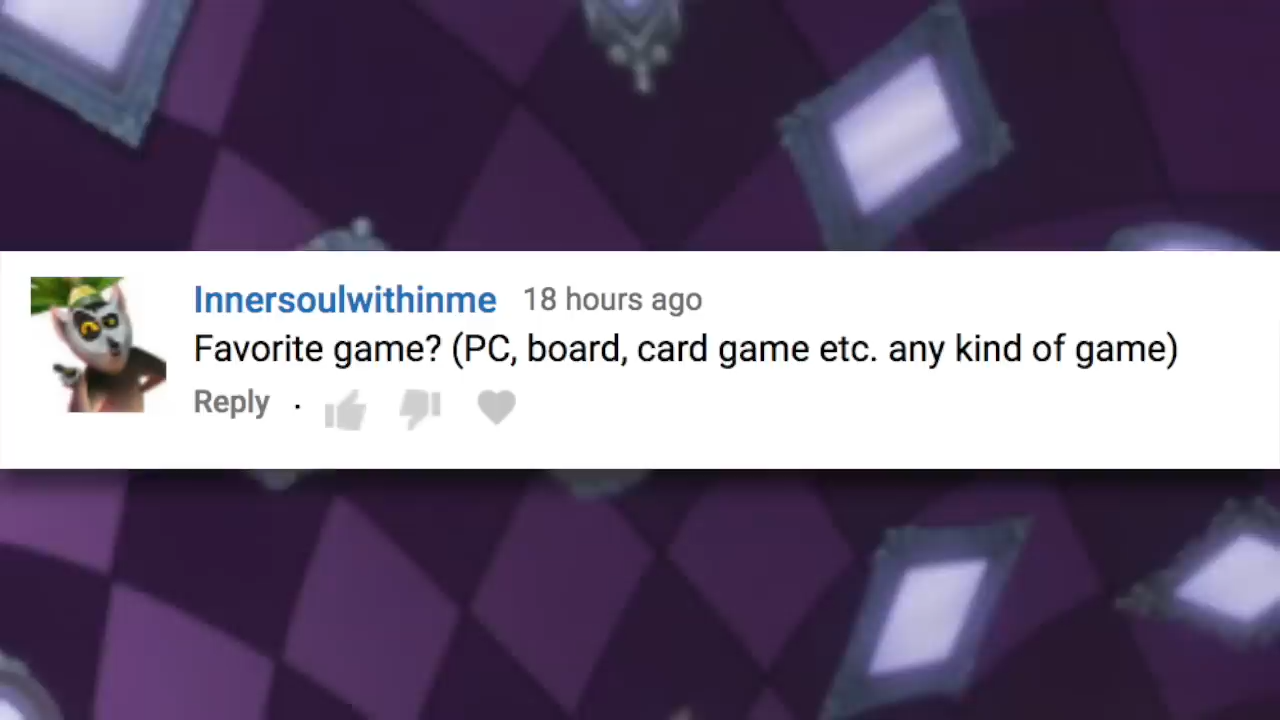 Innersoulwithinme 18 hours ago
Favorite game? (PC, board, card game etc. any kind of game)
Reply ·